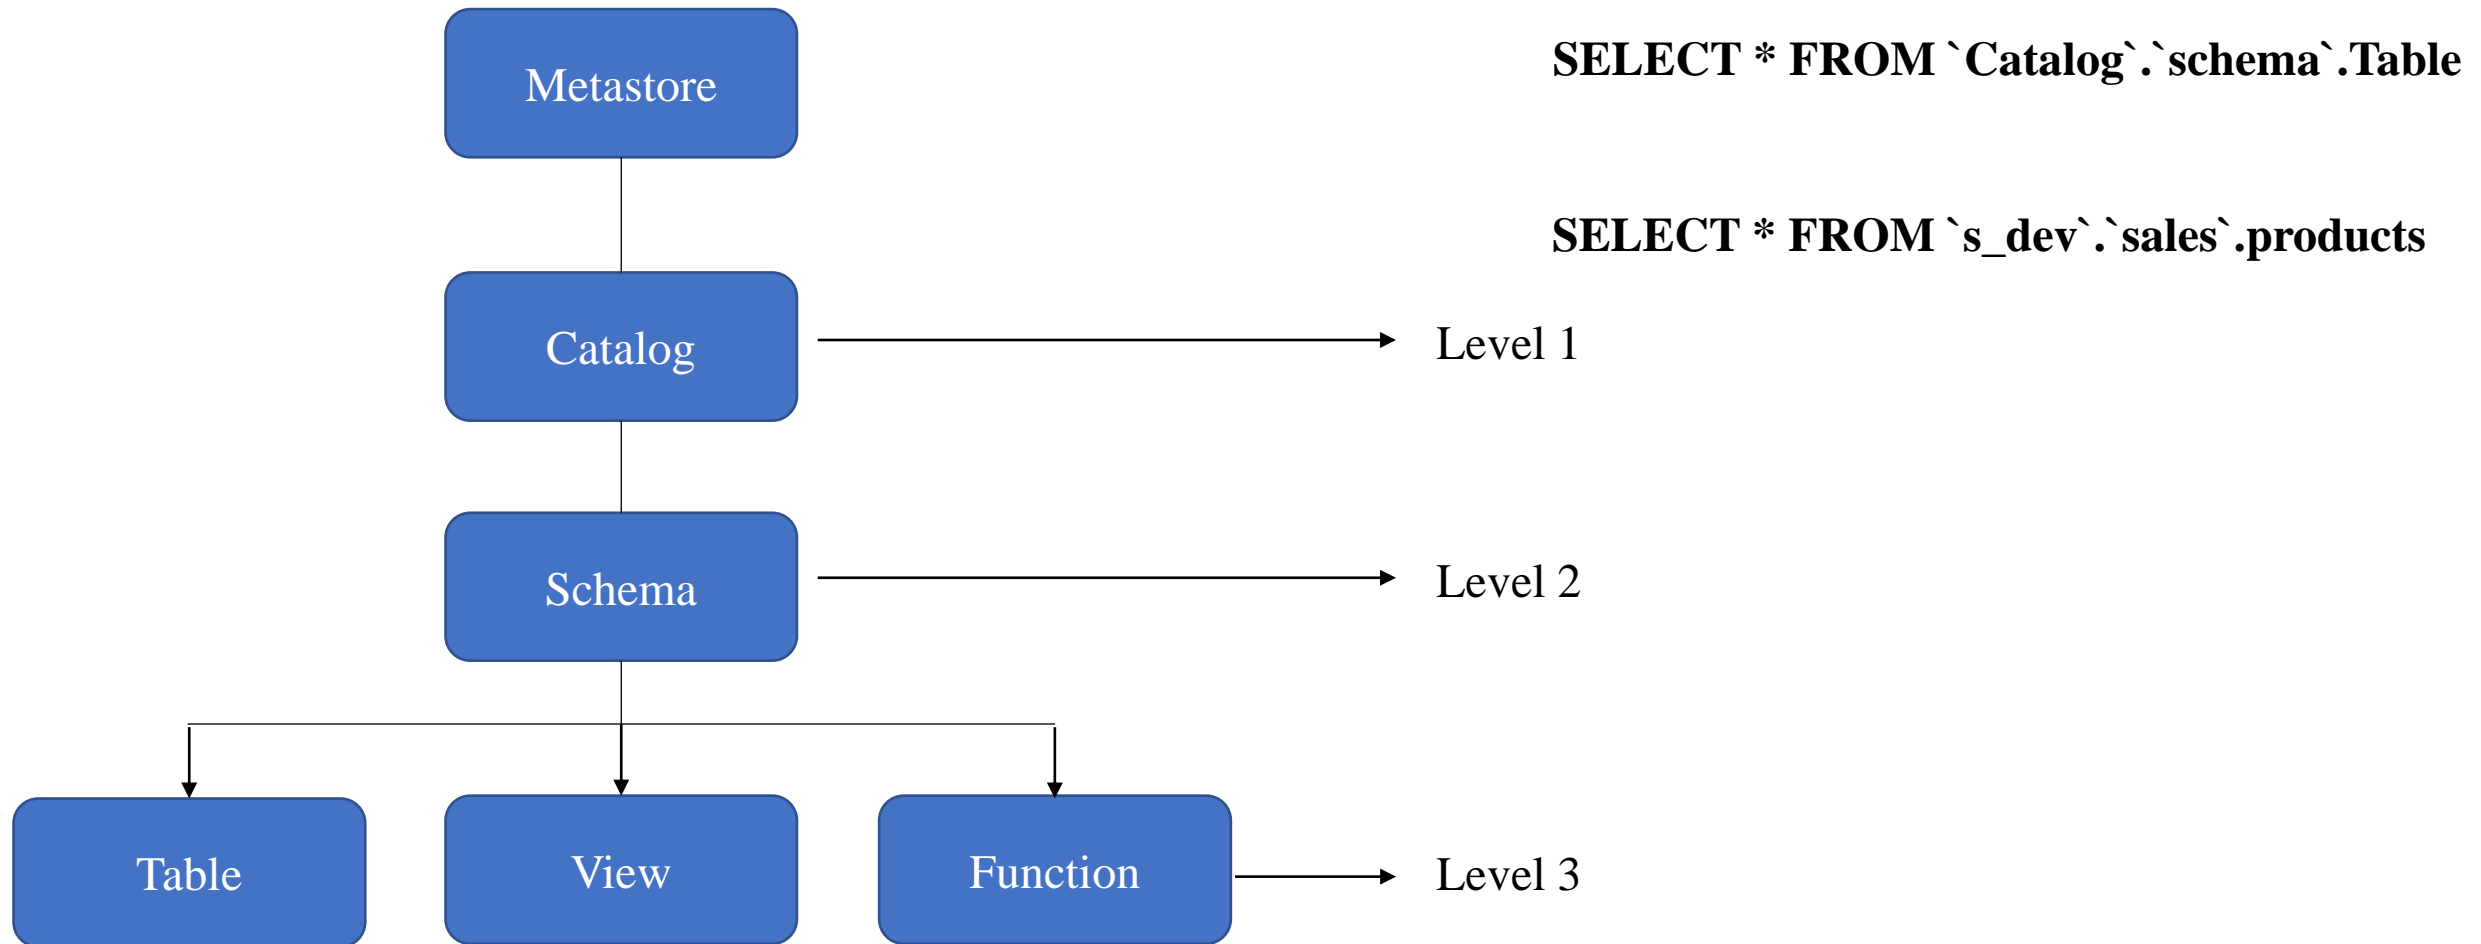 Metastore
SELECT * FROM `Catalog`.`schema`.Table
SELECT * FROM `s_dev`.`sales`.products
Catalog
Level 1
Schema
Level 2
Table
View
Function
Level 3